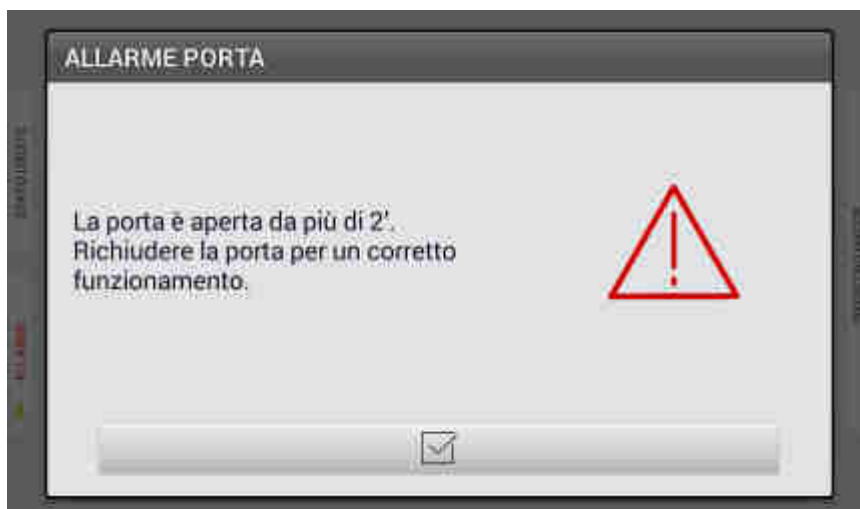 ALLARME PORTA
La porta è aperta da più di 2'.
Richiudere la porta per un corretto
funzionamento.